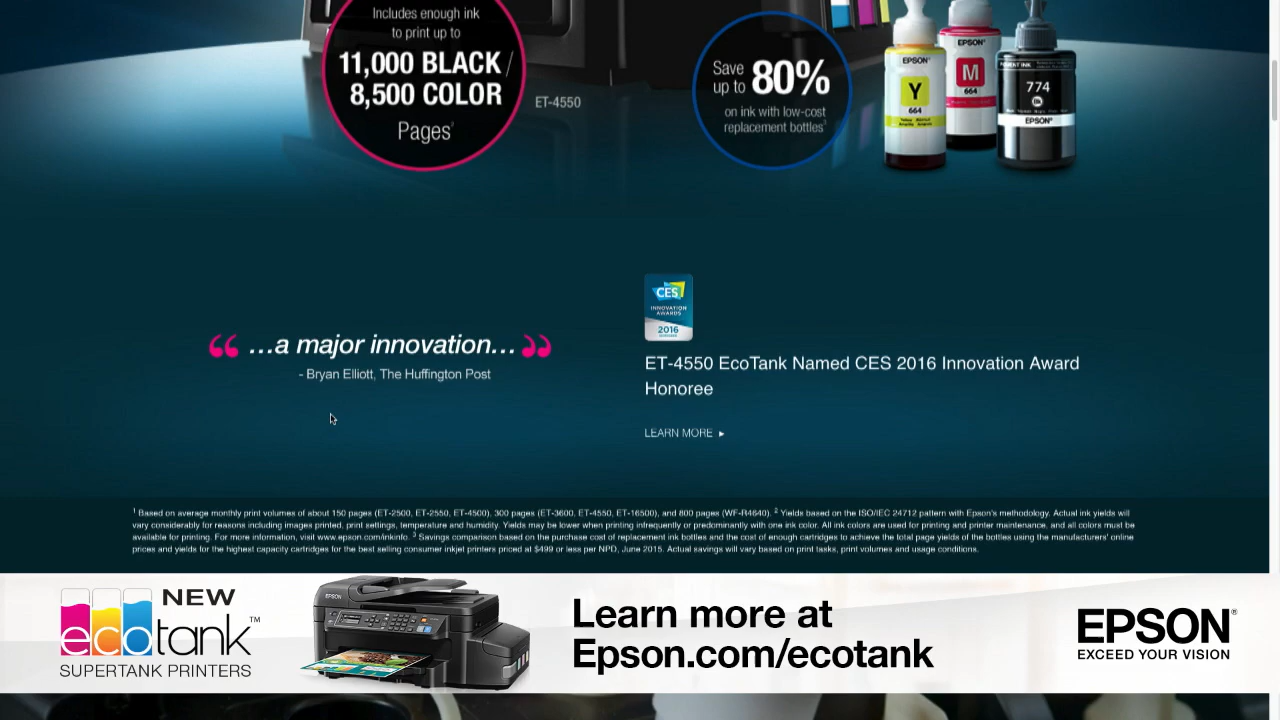 Includes enough ink
to print up to
11,000 BLACK /
8,500 COLOR
Pages²
ET-4550
Save
up to 80%
on ink with low-cost
replacement bottles³
EPSON
Y
664
EPSON
M
664
774
EPSON
CES
INNOVATION
AWARDS
2016
“ ...a major innovation... ”
- Bryan Elliott, The Huffington Post
ET-4550 EcoTank Named CES 2016 Innovation Award
Honoree
LEARN MORE ▸
¹ Based on average monthly print volumes of about 150 pages (ET-2500, ET-2550, ET-4500), 300 pages (ET-3600, ET-4550, ET-16500), and 800 pages (WF-R4640). ² Yields based on the ISO/IEC 24712 pattern with Epson's methodology. Actual ink yields will
vary considerably for reasons including images printed, print settings, temperature and humidity. Yields may be lower when printing infrequently or predominantly with one ink color. All ink colors are used for printing and printer maintenance, and all colors must be
available for printing. For more information, visit www.epson.com/inkinfo. ³ Savings comparison based on the purchase cost of replacement ink bottles and the cost of enough cartridges to achieve the total page yields of the bottles using the manufacturers' online
prices and yields for the highest capacity cartridges for the best selling consumer inkjet printers priced at $499 or less per NPD, June 2015. Actual savings will vary based on print tasks, print volumes and usage conditions.
NEW
ecotank™
SUPERTANK PRINTERS
EPSON
Learn more at
Epson.com/ecotank
EPSON®
EXCEED YOUR VISION